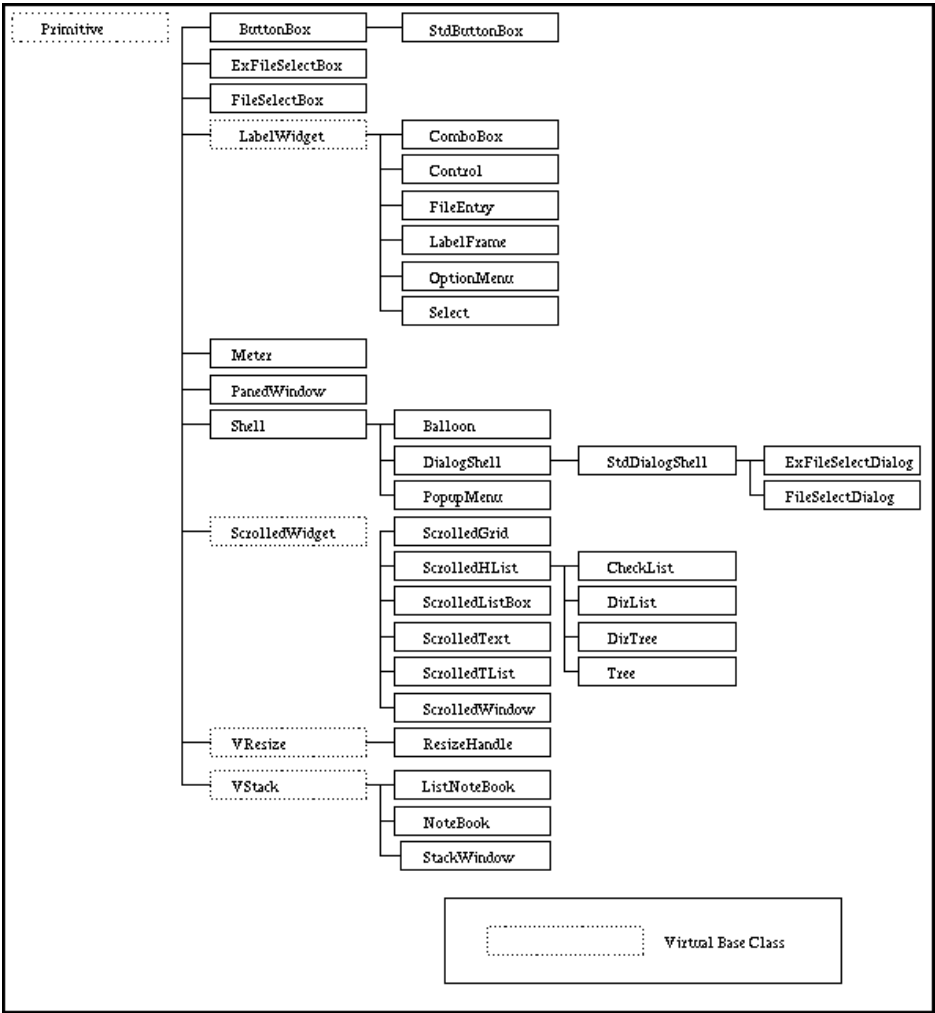 Primitive
ButtonBox
StdButtonBox
ExFileSelectBox
FileSelectBox
LabelWidget
ComboBox
Control
FileEntry
LabelFrame
OptionMenu
Select
Meter
PanedWindow
Shell
Balloon
DialogShell
StdDialogShell
ExFileSelectDialog
PopupMenu
FileSelectDialog
ScrolledWidget
ScrolledGrid
ScrolledHList
CheckList
ScrolledListBox
DirList
ScrolledText
DirTree
ScrolledTList
Tree
ScrolledWindow
VResize
ResizeHandle
VStack
ListNoteBook
NoteBook
StackWindow
Virtual Base Class